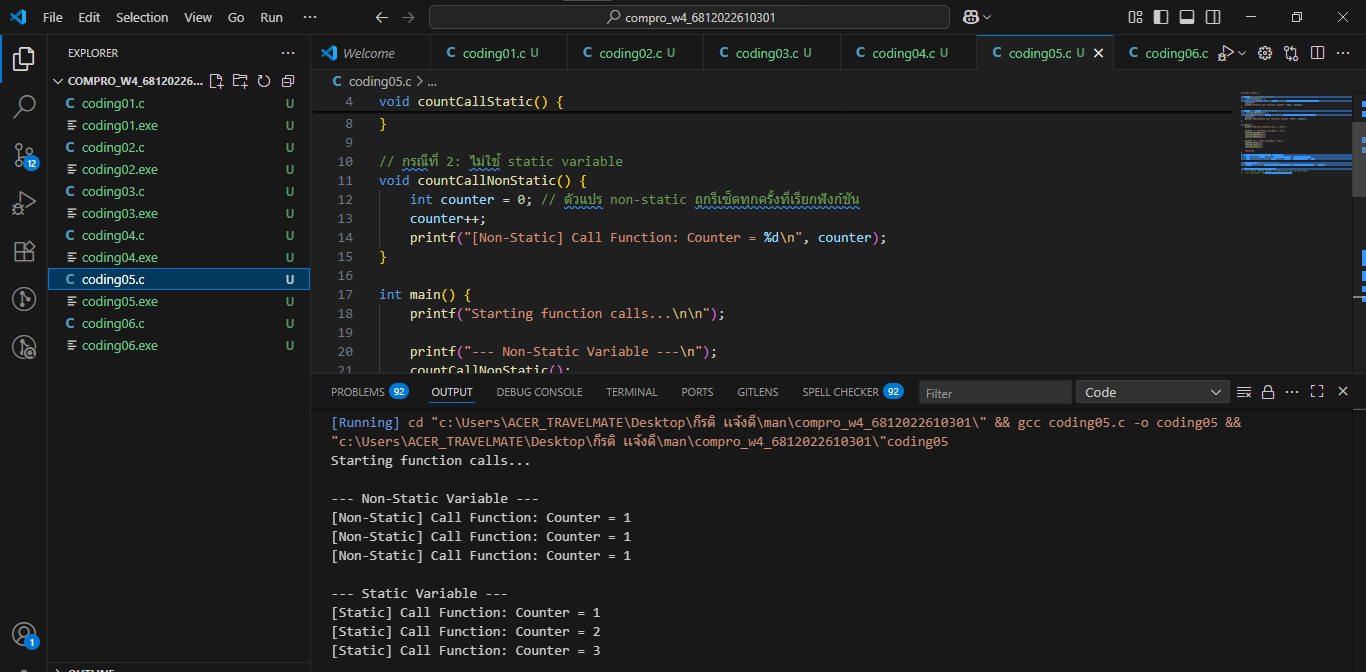 File Edit Selection View Go Run ··· compro_w4_6812022610301
EXPLORER ···
COMPRO_W4_68120226...
coding01.c U
coding01.exe U
coding02.c U
coding02.exe U
coding03.c U
coding03.exe U
coding04.c U
coding04.exe U
coding05.c U
coding05.exe U
coding06.c U
coding06.exe U
12
1
Welcome coding01.c U coding02.c U coding03.c U coding04.c U coding05.c U coding06.c ···
coding05.c > ...
4 void countCallStatic() {
8 }
9
10 // กรณีที่ 2: ไม่ใช้ static variable
11 void countCallNonStatic() {
12 int counter = 0; // ตัวแปร non-static ถูกรีเซ็ตทุกครั้งที่เรียกฟังก์ชัน
13 counter++;
14 printf("[Non-Static] Call Function: Counter = %d\n", counter);
15 }
16
17 int main() {
18 printf("Starting function calls...\n\n");
19
20 printf("--- Non-Static Variable ---\n");
21 countCallNonStatic();
PROBLEMS 92 OUTPUT DEBUG CONSOLE TERMINAL PORTS GITLENS SPELL CHECKER 92 Filter Code ···
[Running] cd "c:\Users\ACER_TRAVELMATE\Desktop\กีรติ แจ้งดี\man\compro_w4_6812022610301\" && gcc coding05.c -o coding05 &&
"c:\Users\ACER_TRAVELMATE\Desktop\กีรติ แจ้งดี\man\compro_w4_6812022610301\"coding05
Starting function calls...
--- Non-Static Variable ---
[Non-Static] Call Function: Counter = 1
[Non-Static] Call Function: Counter = 1
[Non-Static] Call Function: Counter = 1
--- Static Variable ---
[Static] Call Function: Counter = 1
[Static] Call Function: Counter = 2
[Static] Call Function: Counter = 3
OUTLINE